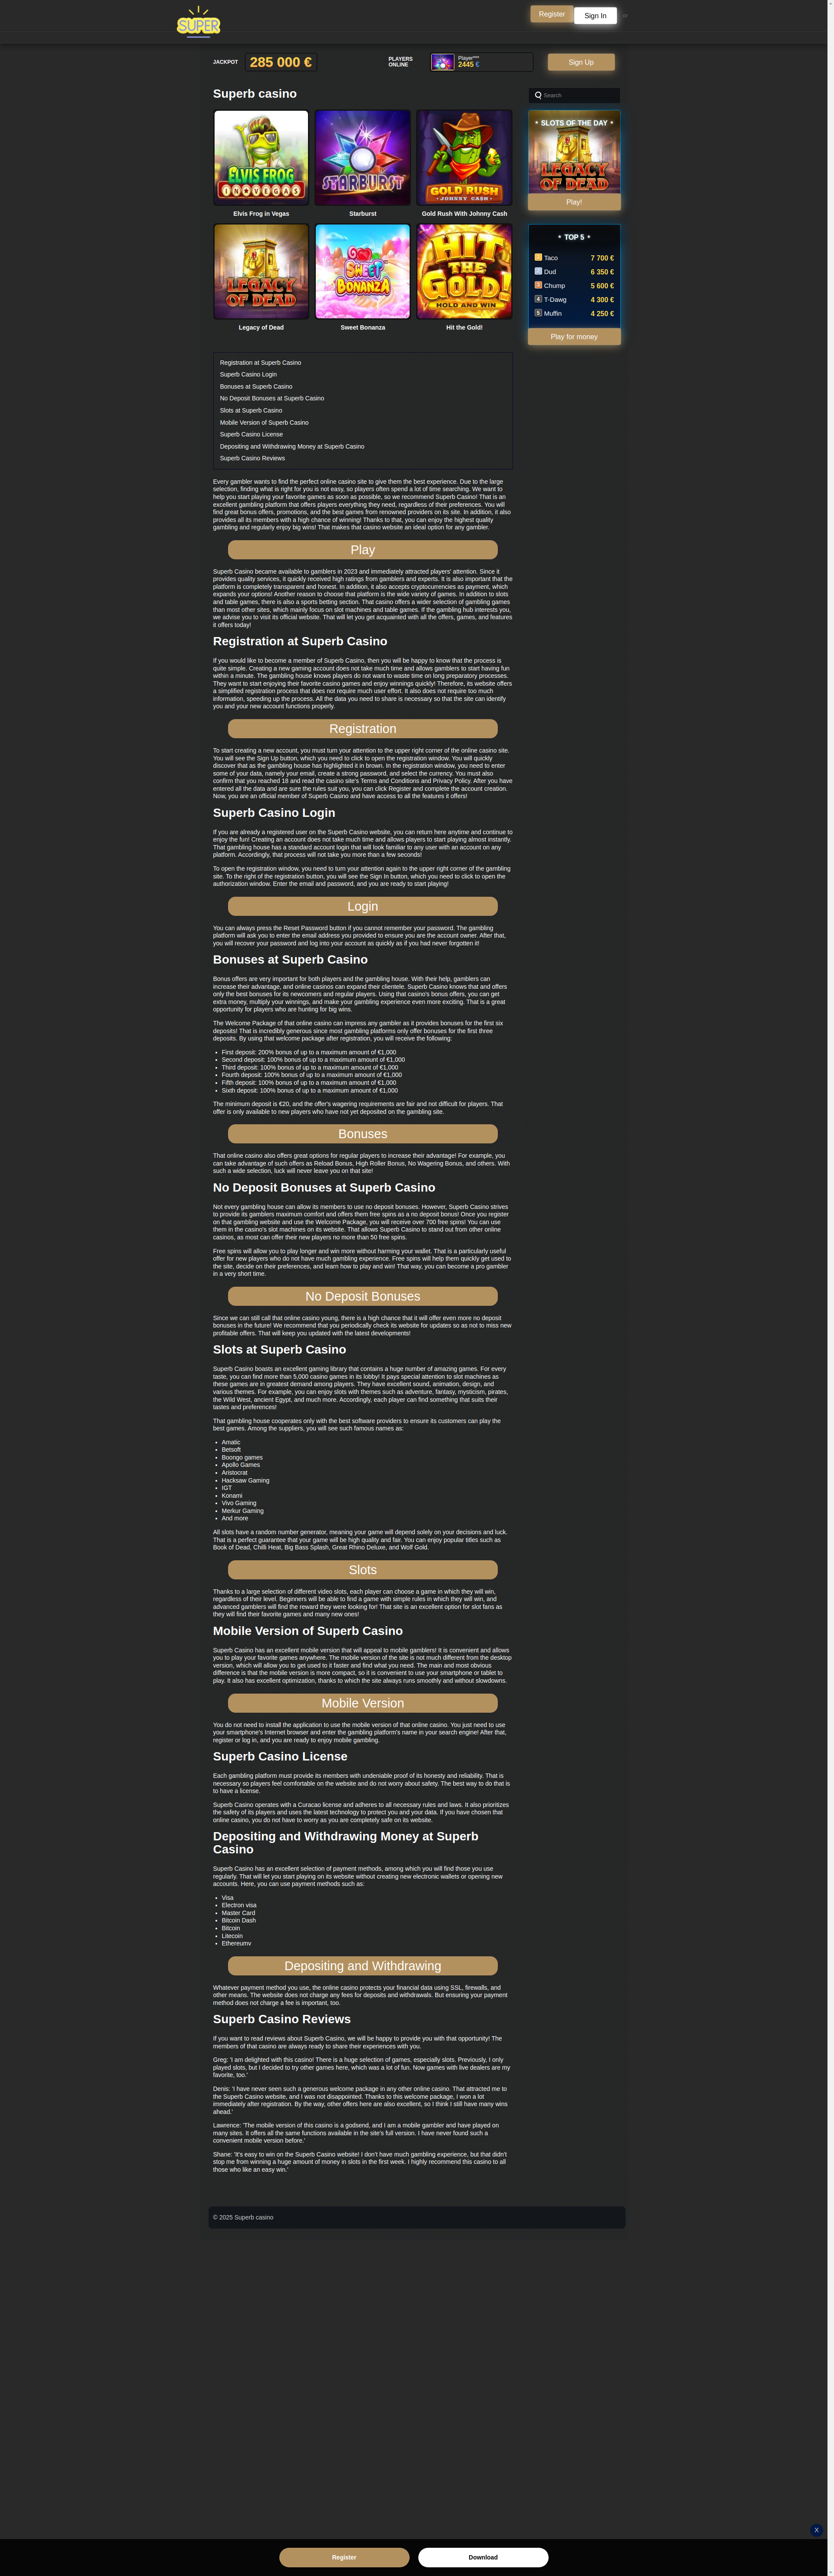 SUPER
Register
Sign In
JACKPOT
285 000 €
PLAYERS
ONLINE
Player***
2445 €
Sign Up
Superb casino
Search
ELVIS FROG
IN VEGAS
STARBURST
GOLD RUSH
JOHNNY CASH
Elvis Frog in Vegas
Starburst
Gold Rush With Johnny Cash
LEGACY
OF DEAD
SWEET
BONANZA
HIT THE
GOLD!
HOLD AND WIN
Legacy of Dead
Sweet Bonanza
Hit the Gold!
SLOTS OF THE DAY
LEGACY
OF DEAD
Play!
TOP 5
Taco 7 700 €
Dud 6 350 €
Chump 5 600 €
4 T-Dawg 4 300 €
5 Muffin 4 250 €
Play for money
Registration at Superb Casino
Superb Casino Login
Bonuses at Superb Casino
No Deposit Bonuses at Superb Casino
Slots at Superb Casino
Mobile Version of Superb Casino
Superb Casino License
Depositing and Withdrawing Money at Superb Casino
Superb Casino Reviews
Every gambler wants to find the perfect online casino site to give them the best experience. Due to the large
selection, finding what is right for you is not easy, so players often spend a lot of time searching. We want to
help you start playing your favorite games as soon as possible, so we recommend Superb Casino! That is an
excellent gambling platform that offers players everything they need, regardless of their preferences. You will
find great bonus offers, promotions, and the best games from renowned providers on its site. In addition, it also
provides all its members with a high chance of winning! Thanks to that, you can enjoy the highest quality
gambling and regularly enjoy big wins! That makes that casino website an ideal option for any gambler.
Play
Superb Casino became available to gamblers in 2023 and immediately attracted players' attention. Since it
provides quality services, it quickly received high ratings from gamblers and experts. It is also important that the
platform is completely transparent and honest. In addition, it also accepts cryptocurrencies as payment, which
expands your options! Another reason to choose that platform is the wide variety of games. In addition to slots
and table games, there is also a sports betting section. That casino offers a wider selection of gambling games
than most other sites, which mainly focus on slot machines and table games. If the gambling hub interests you,
we advise you to visit its official website. That will let you get acquainted with all the offers, games, and features
it offers today!
Registration at Superb Casino
If you would like to become a member of Superb Casino, then you will be happy to know that the process is
quite simple. Creating a new gaming account does not take much time and allows gamblers to start having fun
within a minute. The gambling house knows players do not want to waste time on long preparatory processes.
They want to start enjoying their favorite casino games and enjoy winnings quickly! Therefore, its website offers
a simplified registration process that does not require much user effort. It also does not require too much
information, speeding up the process. All the data you need to share is necessary so that the site can identify
you and your new account functions properly.
Registration
To start creating a new account, you must turn your attention to the upper right corner of the online casino site.
You will see the Sign Up button, which you need to click to open the registration window. You will quickly
discover that as the gambling house has highlighted it in brown. In the registration window, you need to enter
some of your data, namely your email, create a strong password, and select the currency. You must also
confirm that you reached 18 and read the casino site's Terms and Conditions and Privacy Policy. After you have
entered all the data and are sure the rules suit you, you can click Register and complete the account creation.
Now, you are an official member of Superb Casino and have access to all the features it offers!
Superb Casino Login
If you are already a registered user on the Superb Casino website, you can return here anytime and continue to
enjoy the fun! Creating an account does not take much time and allows players to start playing almost instantly.
That gambling house has a standard account login that will look familiar to any user with an account on any
platform. Accordingly, that process will not take you more than a few seconds!
To open the registration window, you need to turn your attention again to the upper right corner of the gambling
site. To the right of the registration button, you will see the Sign In button, which you need to click to open the
authorization window. Enter the email and password, and you are ready to start playing!
Login
You can always press the Reset Password button if you cannot remember your password. The gambling
platform will ask you to enter the email address you provided to ensure you are the account owner. After that,
you will recover your password and log into your account as quickly as if you had never forgotten it!
Bonuses at Superb Casino
Bonus offers are very important for both players and the gambling house. With their help, gamblers can
increase their advantage, and online casinos can expand their clientele. Superb Casino knows that and offers
only the best bonuses for its newcomers and regular players. Using that casino's bonus offers, you can get
extra money, multiply your winnings, and make your gambling experience even more exciting. That is a great
opportunity for players who are hunting for big wins.
The Welcome Package of that online casino can impress any gambler as it provides bonuses for the first six
deposits! That is incredibly generous since most gambling platforms only offer bonuses for the first three
deposits. By using that welcome package after registration, you will receive the following:
• First deposit: 200% bonus of up to a maximum amount of €1,000
• Second deposit: 100% bonus of up to a maximum amount of €1,000
• Third deposit: 100% bonus of up to a maximum amount of €1,000
• Fourth deposit: 100% bonus of up to a maximum amount of €1,000
• Fifth deposit: 100% bonus of up to a maximum amount of €1,000
• Sixth deposit: 100% bonus of up to a maximum amount of €1,000
The minimum deposit is €20, and the offer's wagering requirements are fair and not difficult for players. That
offer is only available to new players who have not yet deposited on the gambling site.
Bonuses
That online casino also offers great options for regular players to increase their advantage! For example, you
can take advantage of such offers as Reload Bonus, High Roller Bonus, No Wagering Bonus, and others. With
such a wide selection, luck will never leave you on that site!
No Deposit Bonuses at Superb Casino
Not every gambling house can allow its members to use no deposit bonuses. However, Superb Casino strives
to provide its gamblers maximum comfort and offers them free spins as a no deposit bonus! Once you register
on that gambling website and use the Welcome Package, you will receive over 700 free spins! You can use
them in the casino's slot machines on its website. That allows Superb Casino to stand out from other online
casinos, as most can offer their new players no more than 50 free spins.
Free spins will allow you to play longer and win more without harming your wallet. That is a particularly useful
offer for new players who do not have much gambling experience. Free spins will help them quickly get used to
the site, decide on their preferences, and learn how to play and win! That way, you can become a pro gambler
in a very short time.
No Deposit Bonuses
Since we can still call that online casino young, there is a high chance that it will offer even more no deposit
bonuses in the future! We recommend that you periodically check its website for updates so as not to miss new
profitable offers. That will keep you updated with the latest developments!
Slots at Superb Casino
Superb Casino boasts an excellent gaming library that contains a huge number of amazing games. For every
taste, you can find more than 5,000 casino games in its lobby! It pays special attention to slot machines as
these games are in greatest demand among players. They have excellent sound, animation, design, and
various themes. For example, you can enjoy slots with themes such as adventure, fantasy, mysticism, pirates,
the Wild West, ancient Egypt, and much more. Accordingly, each player can find something that suits their
tastes and preferences!
That gambling house cooperates only with the best software providers to ensure its customers can play the
best games. Among the suppliers, you will see such famous names as:
• Amatic
• Betsoft
• Boongo games
• Apollo Games
• Aristocrat
• Hacksaw Gaming
• IGT
• Konami
• Vivo Gaming
• Merkur Gaming
• And more
All slots have a random number generator, meaning your game will depend solely on your decisions and luck.
That is a perfect guarantee that your game will be high quality and fair. You can enjoy popular titles such as
Book of Dead, Chilli Heat, Big Bass Splash, Great Rhino Deluxe, and Wolf Gold.
Slots
Thanks to a large selection of different video slots, each player can choose a game in which they will win,
regardless of their level. Beginners will be able to find a game with simple rules in which they will win, and
advanced gamblers will find the reward they were looking for! That site is an excellent option for slot fans as
they will find their favorite games and many new ones!
Mobile Version of Superb Casino
Superb Casino has an excellent mobile version that will appeal to mobile gamblers! It is convenient and allows
you to play your favorite games anywhere. The mobile version of the site is not much different from the desktop
version, which will allow you to get used to it faster and find what you need. The main and most obvious
difference is that the mobile version is more compact, so it is convenient to use your smartphone or tablet to
play. It also has excellent optimization, thanks to which the site always runs smoothly and without slowdowns.
Mobile Version
You do not need to install the application to use the mobile version of that online casino. You just need to use
your smartphone's Internet browser and enter the gambling platform's name in your search engine! After that,
register or log in, and you are ready to enjoy mobile gambling.
Superb Casino License
Each gambling platform must provide its members with undeniable proof of its honesty and reliability. That is
necessary so players feel comfortable on the website and do not worry about safety. The best way to do that is
to have a license.
Superb Casino operates with a Curacao license and adheres to all necessary rules and laws. It also prioritizes
the safety of its players and uses the latest technology to protect you and your data. If you have chosen that
online casino, you do not have to worry as you are completely safe on its website.
Depositing and Withdrawing Money at Superb
Casino
Superb Casino has an excellent selection of payment methods, among which you will find those you use
regularly. That will let you start playing on its website without creating new electronic wallets or opening new
accounts. Here, you can use payment methods such as:
• Visa
• Electron visa
• Master Card
• Bitcoin Dash
• Bitcoin
• Litecoin
• Ethereumv
Depositing and Withdrawing
Whatever payment method you use, the online casino protects your financial data using SSL, firewalls, and
other means. The website does not charge any fees for deposits and withdrawals. But ensuring your payment
method does not charge a fee is important, too.
Superb Casino Reviews
If you want to read reviews about Superb Casino, we will be happy to provide you with that opportunity! The
members of that casino are always ready to share their experiences with you.
Greg: 'I am delighted with this casino! There is a huge selection of games, especially slots. Previously, I only
played slots, but I decided to try other games here, which was a lot of fun. Now games with live dealers are my
favorite, too.'
Denis: 'I have never seen such a generous welcome package in any other online casino. That attracted me to
the Superb Casino website, and I was not disappointed. Thanks to this welcome package, I won a lot
immediately after registration. By the way, other offers here are also excellent, so I think I still have many wins
ahead.'
Lawrence: 'The mobile version of this casino is a godsend, and I am a mobile gambler and have played on
many sites. It offers all the same functions available in the site's full version. I have never found such a
convenient mobile version before.'
Shane: 'It's easy to win on the Superb Casino website! I don't have much gambling experience, but that didn't
stop me from winning a huge amount of money in slots in the first week. I highly recommend this casino to all
those who like an easy win.'
© 2025 Superb casino
X
Register
Download